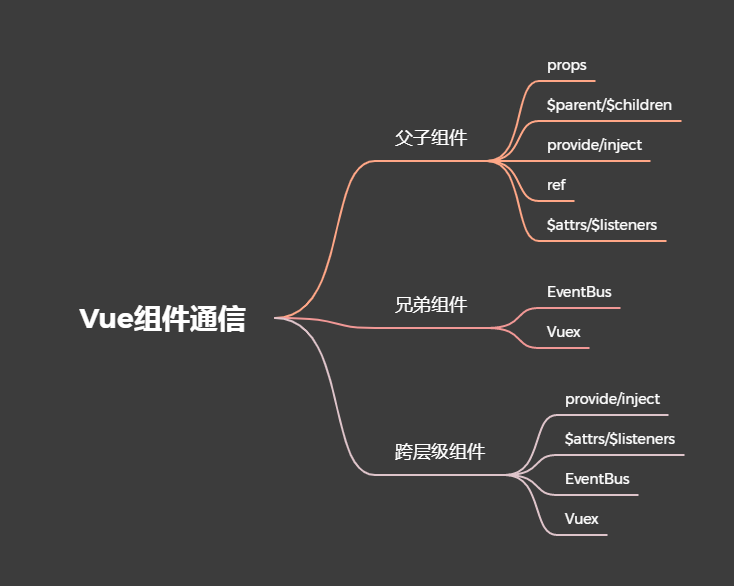 Vue组件通信
父子组件
props
$parent/$children
provide/inject
ref
$attrs/$listeners
兄弟组件
EventBus
Vuex
跨层级组件
provide/inject
$attrs/$listeners
EventBus
Vuex